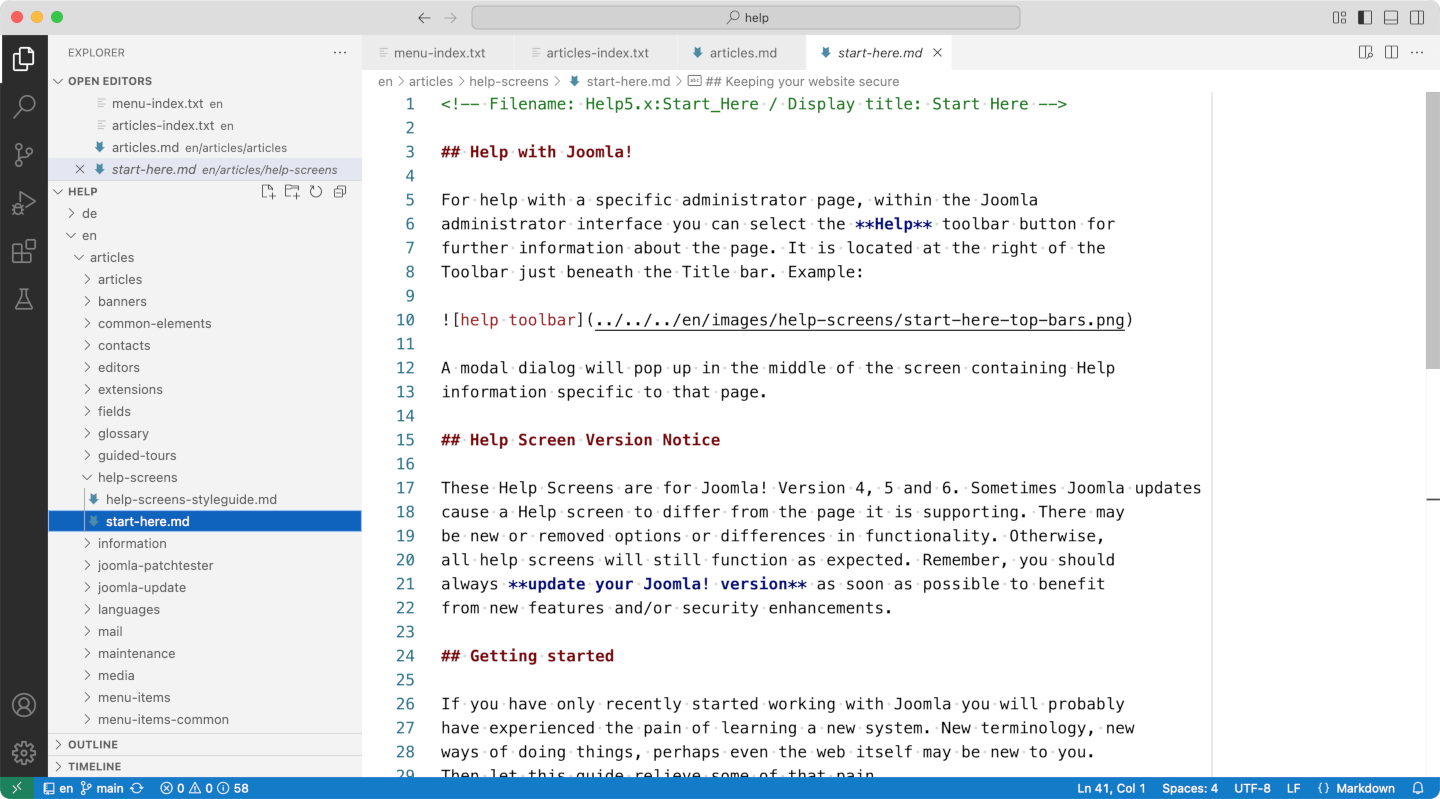 help
EXPLORER
OPEN EDITORS
menu-index.txt en
articles-index.txt en
articles.md en/articles/articles
start-here.md en/articles/help-screens
HELP
de
en
articles
articles
banners
common-elements
contacts
editors
extensions
fields
glossary
guided-tours
help-screens
help-screens-styleguide.md
start-here.md
information
joomla-patchtester
joomla-update
languages
mail
maintenance
media
menu-items
menu-items-common
OUTLINE
TIMELINE
menu-index.txt articles-index.txt articles.md start-here.md
en > articles > help-screens > start-here.md > abc ## Keeping your website secure
1 <!-- Filename: Help5.x:Start_Here / Display title: Start Here -->
2
3 ## Help with Joomla!
4
5 For help with a specific administrator page, within the Joomla
6 administrator interface you can select the **Help** toolbar button for
7 further information about the page. It is located at the right of the
8 Toolbar just beneath the Title bar. Example:
9
10 ![help toolbar](../../../en/images/help-screens/start-here-top-bars.png)
11
12 A modal dialog will pop up in the middle of the screen containing Help
13 information specific to that page.
14
15 ## Help Screen Version Notice
16
17 These Help Screens are for Joomla! Version 4, 5 and 6. Sometimes Joomla updates
18 cause a Help screen to differ from the page it is supporting. There may
19 be new or removed options or differences in functionality. Otherwise,
20 all help screens will still function as expected. Remember, you should
21 always **update your Joomla! version** as soon as possible to benefit
22 from new features and/or security enhancements.
23
24 ## Getting started
25
26 If you have only recently started working with Joomla you will probably
27 have experienced the pain of learning a new system. New terminology, new
28 ways of doing things, perhaps even the web itself may be new to you.
29 Then let this guide relieve some of that pain.
en main 0 0 58 Ln 41, Col 1 Spaces: 4 UTF-8 LF {} Markdown